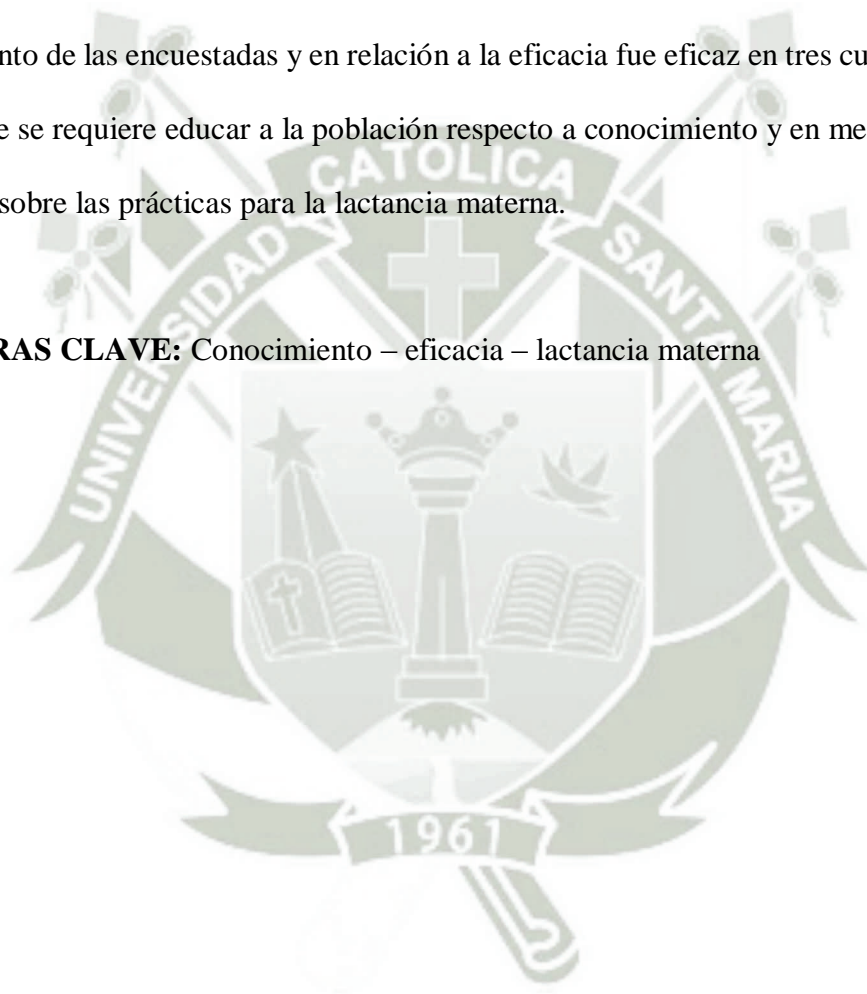 nto de las encuestadas y en relación a la eficacia fue eficaz en tres cu
e se requiere educar a la población respecto a conocimiento y en me
sobre las prácticas para la lactancia materna.
RAS CLAVE: Conocimiento – eficacia – lactancia materna
UNIVERSIDAD CATOLICA SANTA MARIA
1961